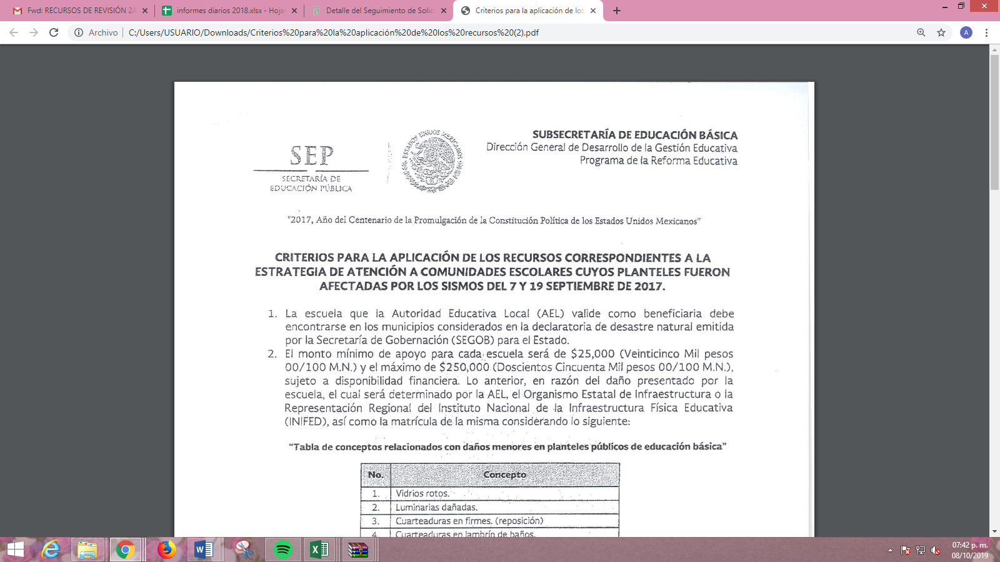 Fwd: RECURSOS DE REVISIÓN 2A
informes diarios 2018.xlsx - Hoja
Detalle del Seguimiento de Solic
Criterios para la aplicación de los
Archivo
C:/Users/USUARIO/Downloads/Criterios%20para%20la%20aplicación%20de%20los%20recursos%20(2).pdf
A
SEP
SECRETARÍA DE
EDUCACIÓN PÚBLICA
ESTADOS UNIDOS MEXICANOS
SUBSECRETARÍA DE EDUCACIÓN BÁSICA
Dirección General de Desarrollo de la Gestión Educativa
Programa de la Reforma Educativa
"2017, Año del Centenario de la Promulgación de la Constitución Política de los Estados Unidos Mexicanos"
CRITERIOS PARA LA APLICACIÓN DE LOS RECURSOS CORRESPONDIENTES A LA
ESTRATEGIA DE ATENCIÓN A COMUNIDADES ESCOLARES CUYOS PLANTELES FUERON
AFECTADAS POR LOS SISMOS DEL 7 Y 19 SEPTIEMBRE DE 2017.
1. La escuela que la Autoridad Educativa Local (AEL) valide como beneficiaria debe
encontrarse en los municipios considerados en la declaratoria de desastre natural emitida
por la Secretaría de Gobernación (SEGOB) para el Estado.
2. El monto mínimo de apoyo para cada escuela será de $25,000 (Veinticinco Mil pesos
00/100 M.N.) y el máximo de $250,000 (Doscientos Cincuenta Mil pesos 00/100 M.N.),
sujeto a disponibilidad financiera. Lo anterior, en razón del daño presentado por la
escuela, el cual será determinado por la AEL, el Organismo Estatal de Infraestructura o la
Representación Regional del Instituto Nacional de la Infraestructura Física Educativa
(INIFED), así como la matrícula de la misma considerando lo siguiente:
"Tabla de conceptos relacionados con daños menores en planteles públicos de educación básica"
No. Concepto
1. Vidrios rotos.
2. Luminarias dañadas.
3. Cuarteaduras en firmes. (reposición)
4 Cuarteaduras en lambrín de baños.
07:42 p. m.
08/10/2019